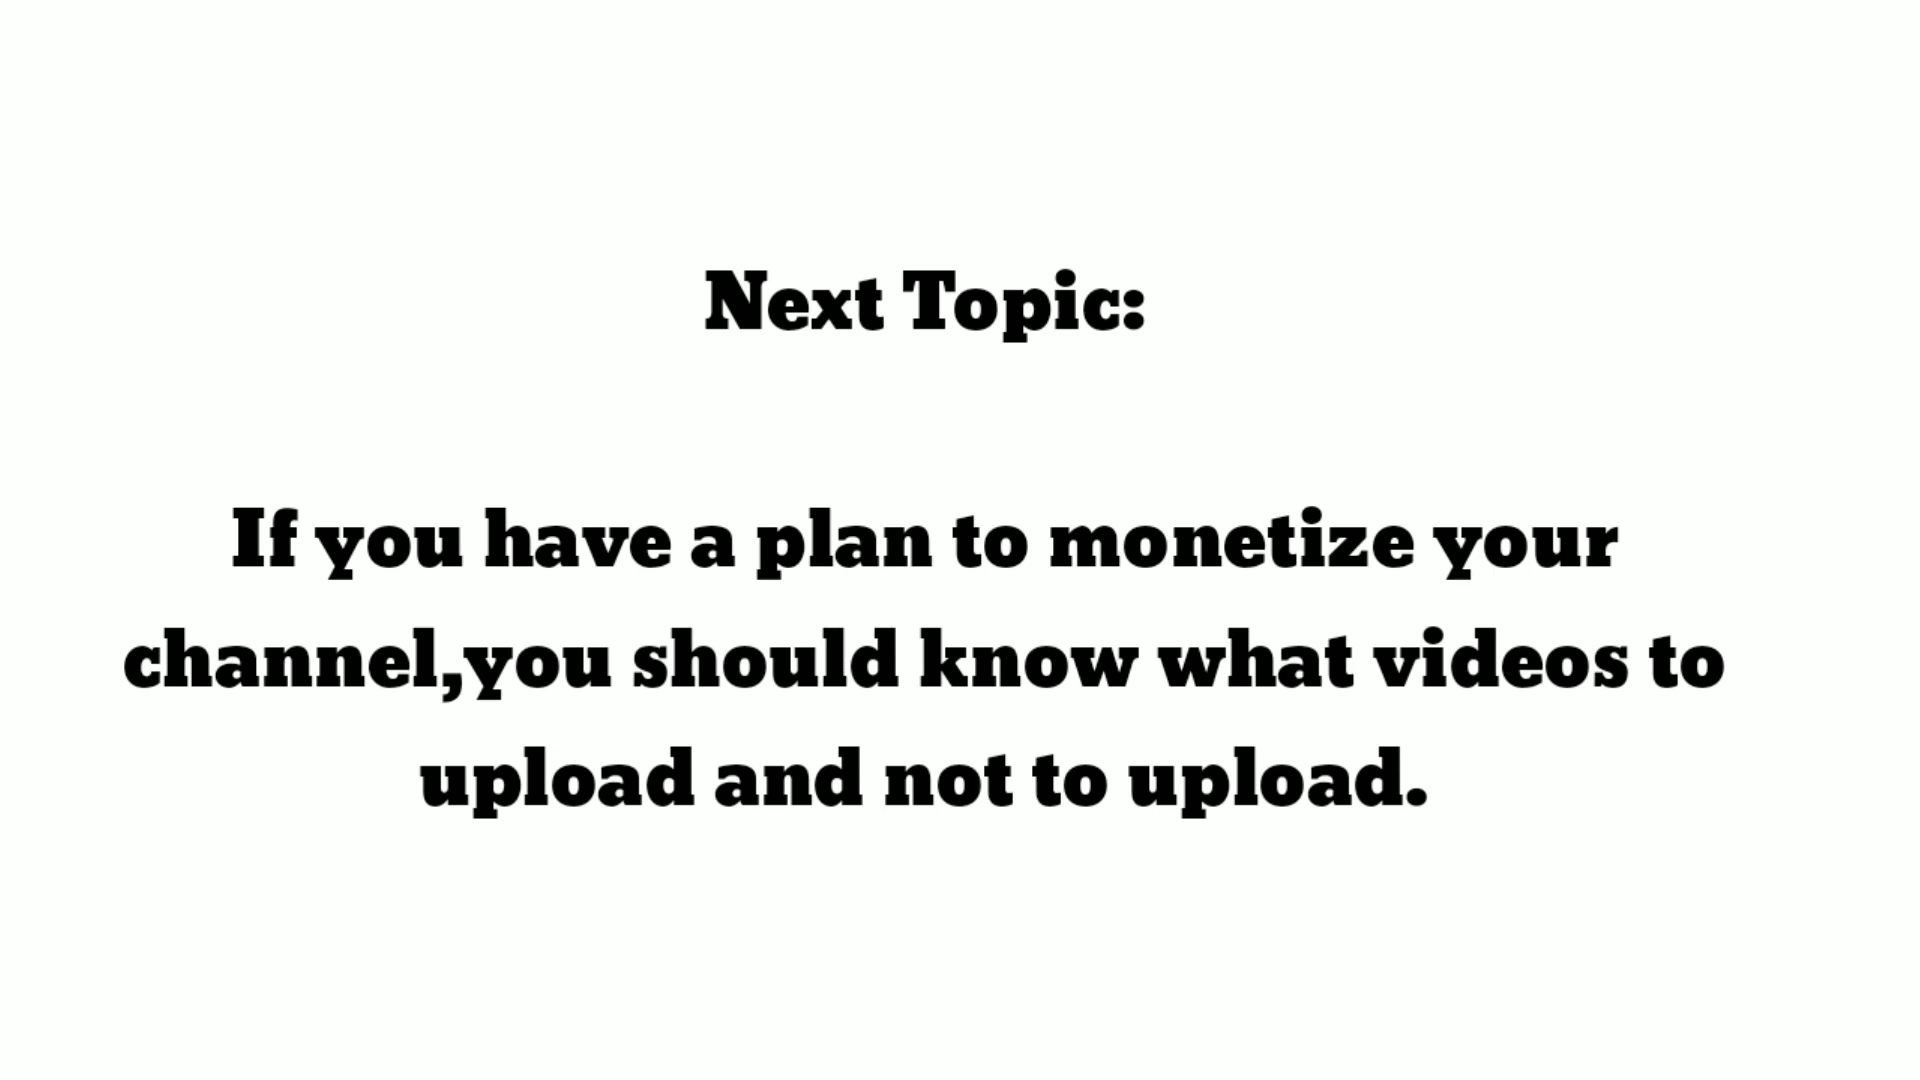 Next Topic:
If you have a plan to monetize your
channel,you should know what videos to
upload and not to upload.